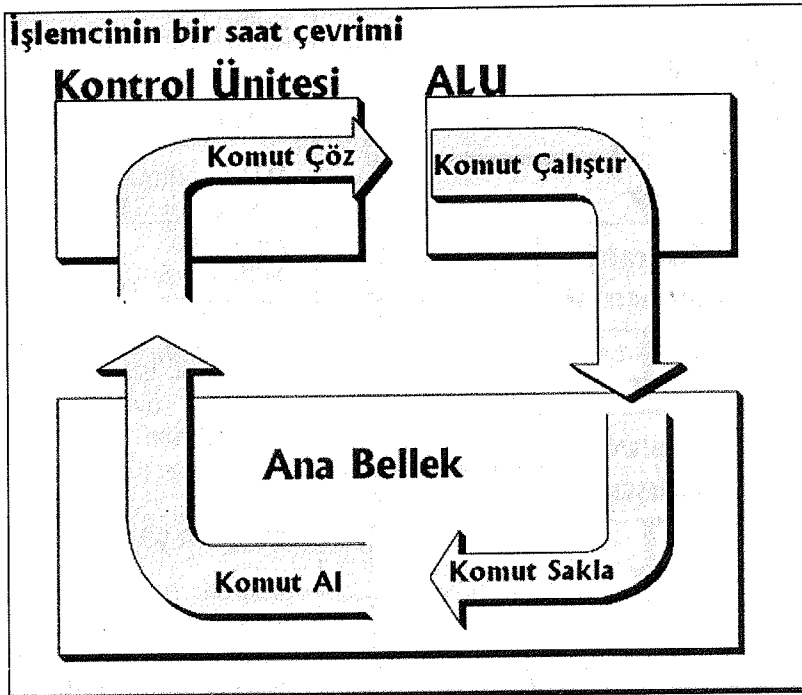 İşlemcinin bir saat çevrimi
Kontrol Ünitesi
ALU
Komut Çöz
Komut Çalıştır
Ana Bellek
Komut Al
Komut Sakla